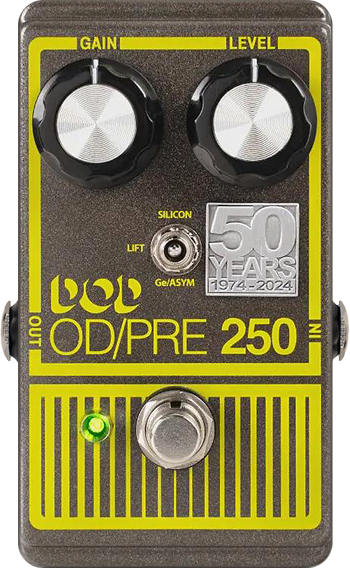 GAIN LEVEL
SILICON
LIFT
Ge/ASYM
50
YEARS
1974-2024
DOD
OUT
IN
OD/PRE 250